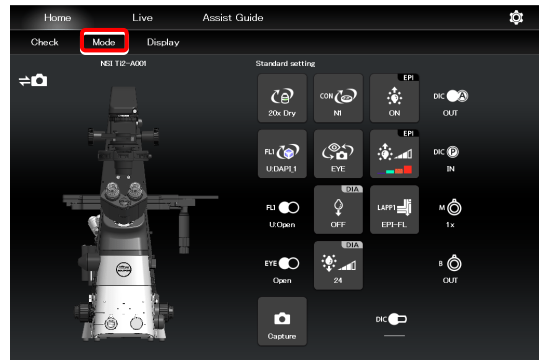 Home Live Assist Guide
Check Mode Display
NSI Ti2-A001
Standard setting
20x Dry
CON
N1
EPI
ON
DIC A
OUT
FL1
U:DAPI_1
EYE
EPI
DIC P
IN
FL1
U:Open
DIA
OFF
LAPP1
EPI-FL
M
1x
EYE
Open
DIA
24
B
OUT
Capture
DIC